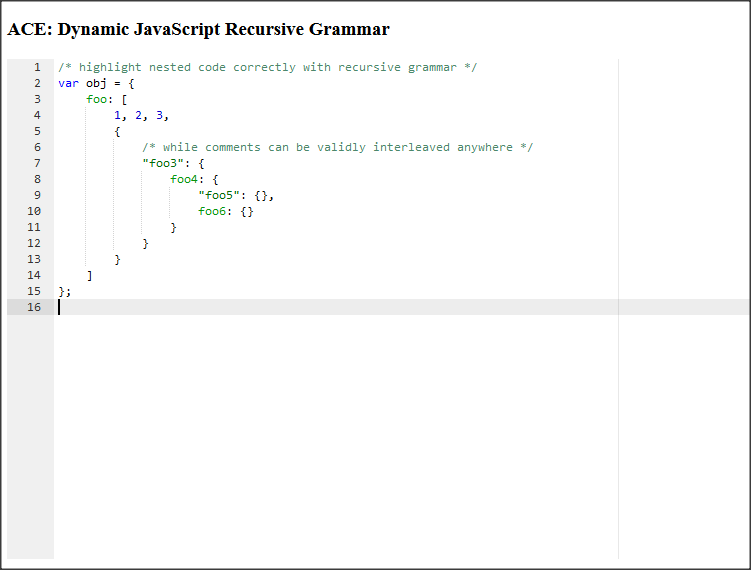 ACE: Dynamic JavaScript Recursive Grammar
1 /* highlight nested code correctly with recursive grammar */
2 var obj = {
3     foo: [
4         1, 2, 3,
5         {
6             /* while comments can be validly interleaved anywhere */
7             "foo3": {
8                 foo4: {
9                     "foo5": {},
10                     foo6: {}
11                 }
12             }
13         }
14     ]
15 };
16